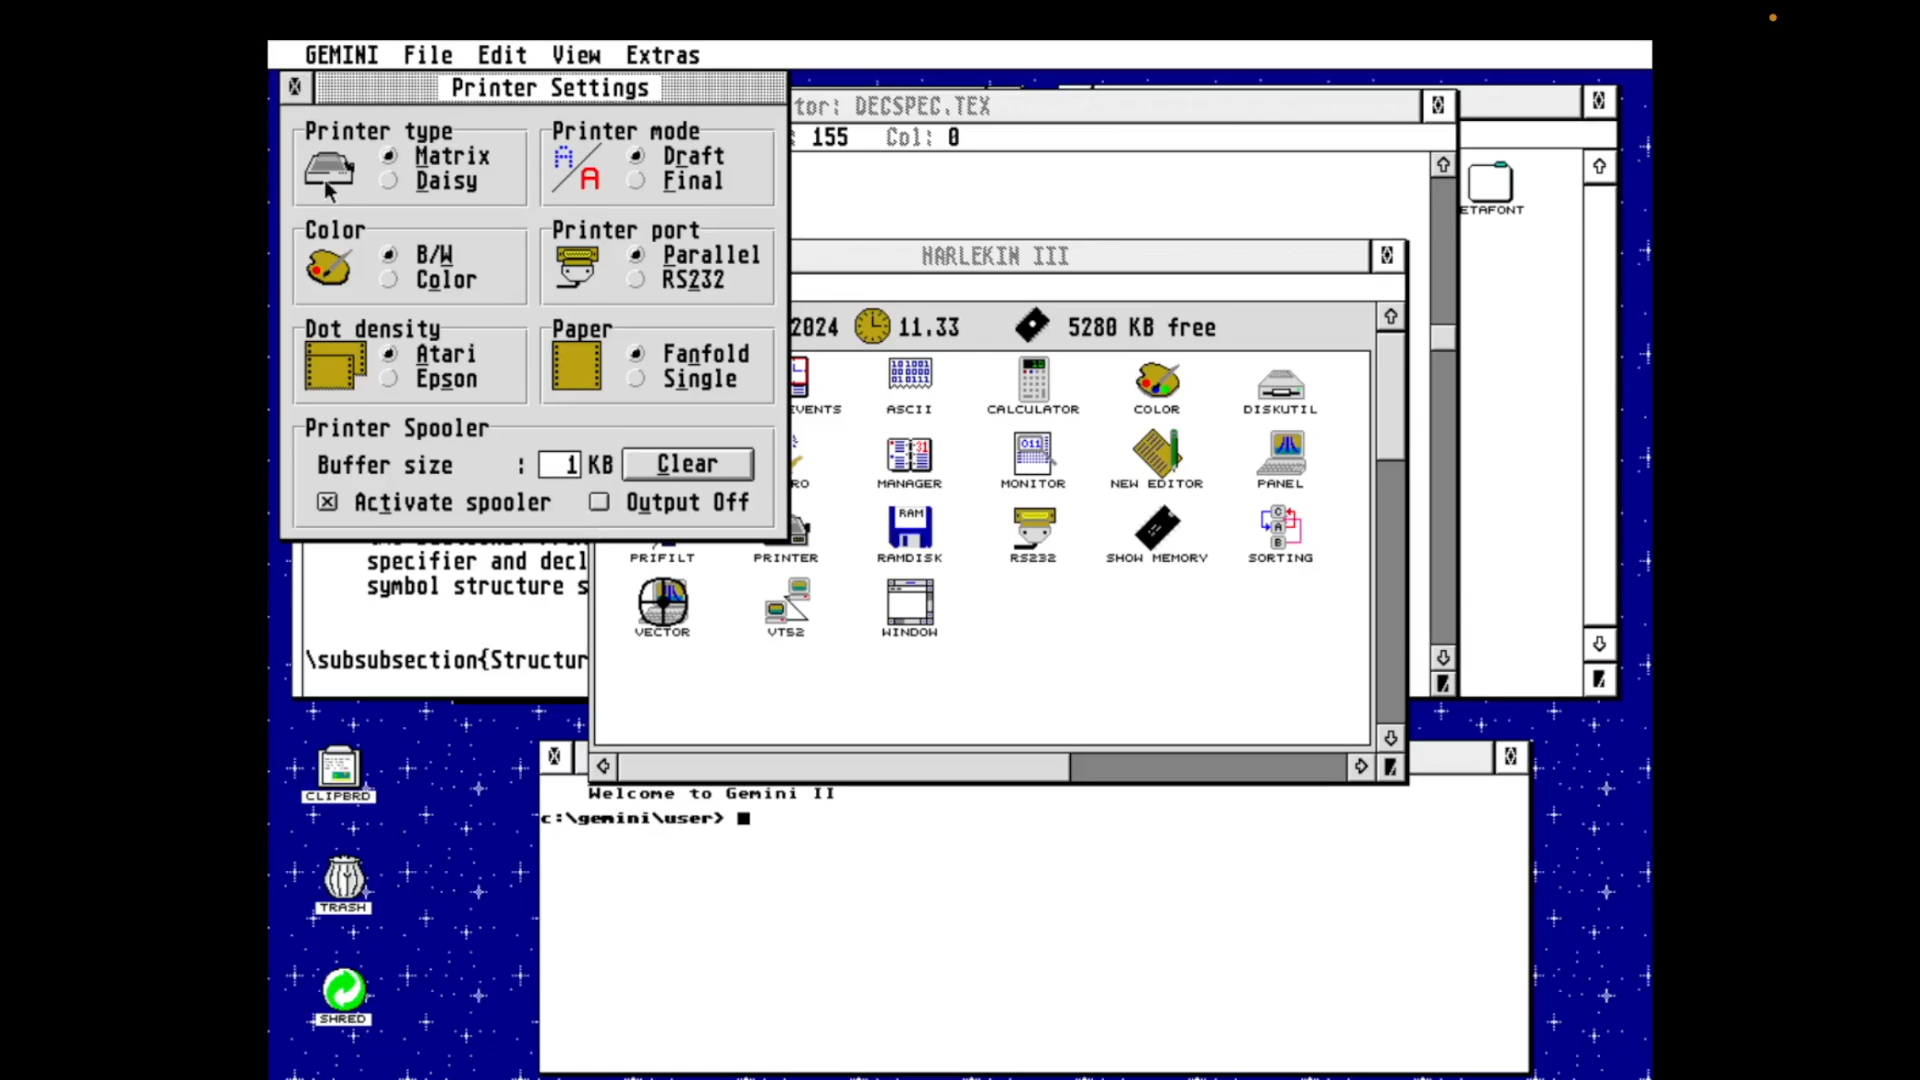 GEMINI File Edit View Extras
Printer Settings
Printer type
Matrix
Daisy
Printer mode
Draft
Final
Color
B/W
Color
Printer port
Parallel
RS232
Dot density
Atari
Epson
Paper
Fanfold
Single
Printer Spooler
Buffer size : 1 KB Clear
Activate spooler Output Off
tor: DECSPEC.TEX
155 Col: 0
ETAFONT
HARLEKIN III
2024 11.33 5280 KB free
EVENTS ASCII CALCULATOR COLOR DISKUTIL
RO MANAGER MONITOR NEW EDITOR PANEL
PRIFILT PRINTER RAMDISK RS232 SHOW MEMORY SORTING
VECTOR VT52 WINDOW
specifier and decl
symbol structure s
\subsubsection{Structur
CLIPBRD
TRASH
SHRED
Welcome to Gemini II
c:\gemini\user>